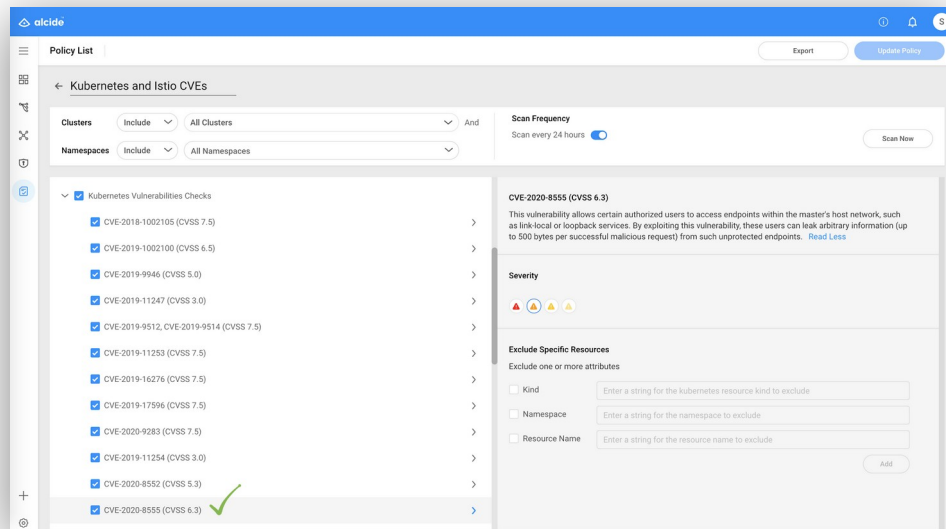 alcide
S
Policy List
Export
Update Policy
Kubernetes and Istio CVEs
Clusters
Include
All Clusters
And
Namespaces
Include
All Namespaces
Scan Frequency
Scan every 24 hours
Scan Now
Kubernetes Vulnerabilities Checks
CVE-2018-1002105 (CVSS 7.5)
CVE-2019-1002100 (CVSS 6.5)
CVE-2019-9946 (CVSS 5.0)
CVE-2019-11247 (CVSS 3.0)
CVE-2019-9512, CVE-2019-9514 (CVSS 7.5)
CVE-2019-11253 (CVSS 7.5)
CVE-2019-16276 (CVSS 7.5)
CVE-2019-17596 (CVSS 7.5)
CVE-2020-9283 (CVSS 7.5)
CVE-2019-11254 (CVSS 3.0)
CVE-2020-8552 (CVSS 5.3)
CVE-2020-8555 (CVSS 6.3)
CVE-2020-8555 (CVSS 6.3)
This vulnerability allows certain authorized users to access endpoints within the master's host network, such
as link-local or loopback services. By exploiting this vulnerability, these users can leak arbitrary information (up
to 500 bytes per successful malicious request) from such unprotected endpoints. Read Less
Severity
Exclude Specific Resources
Exclude one or more attributes
Kind
Enter a string for the kubernetes resource kind to exclude
Namespace
Enter a string for the namespace to exclude
Resource Name
Enter a string for the resource name to exclude
Add